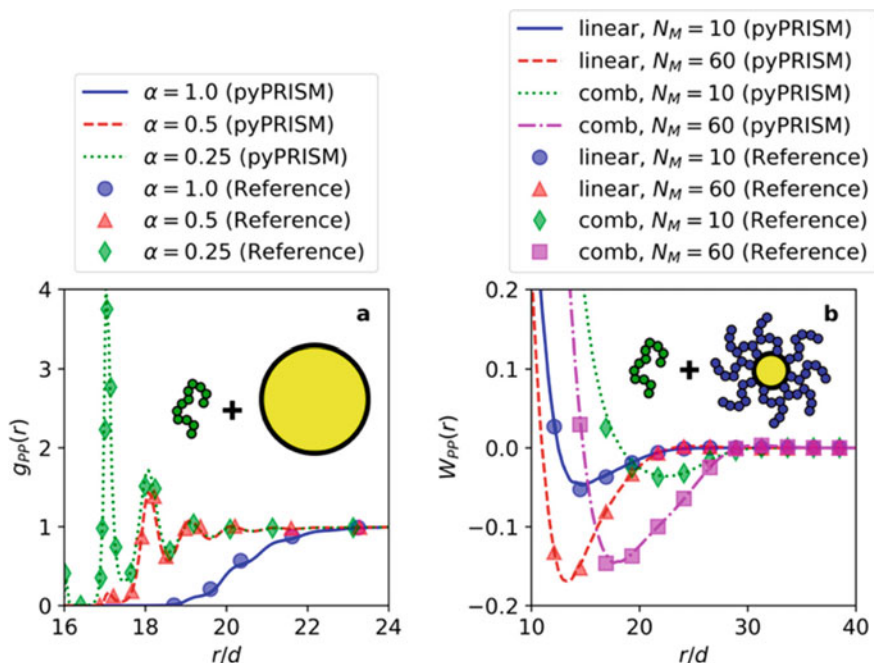 α = 1.0 (pyPRISM)
α = 0.5 (pyPRISM)
α = 0.25 (pyPRISM)
α = 1.0 (Reference)
α = 0.5 (Reference)
α = 0.25 (Reference)
4
3
2
1
0
16 18 20 22 24
g_PP(r)
r/d
a
+
linear, N_M = 10 (pyPRISM)
linear, N_M = 60 (pyPRISM)
comb, N_M = 10 (pyPRISM)
comb, N_M = 60 (pyPRISM)
linear, N_M = 10 (Reference)
linear, N_M = 60 (Reference)
comb, N_M = 10 (Reference)
comb, N_M = 60 (Reference)
0.2
0.1
0.0
−0.1
−0.2
10 20 30 40
W_PP(r)
r/d
b
+